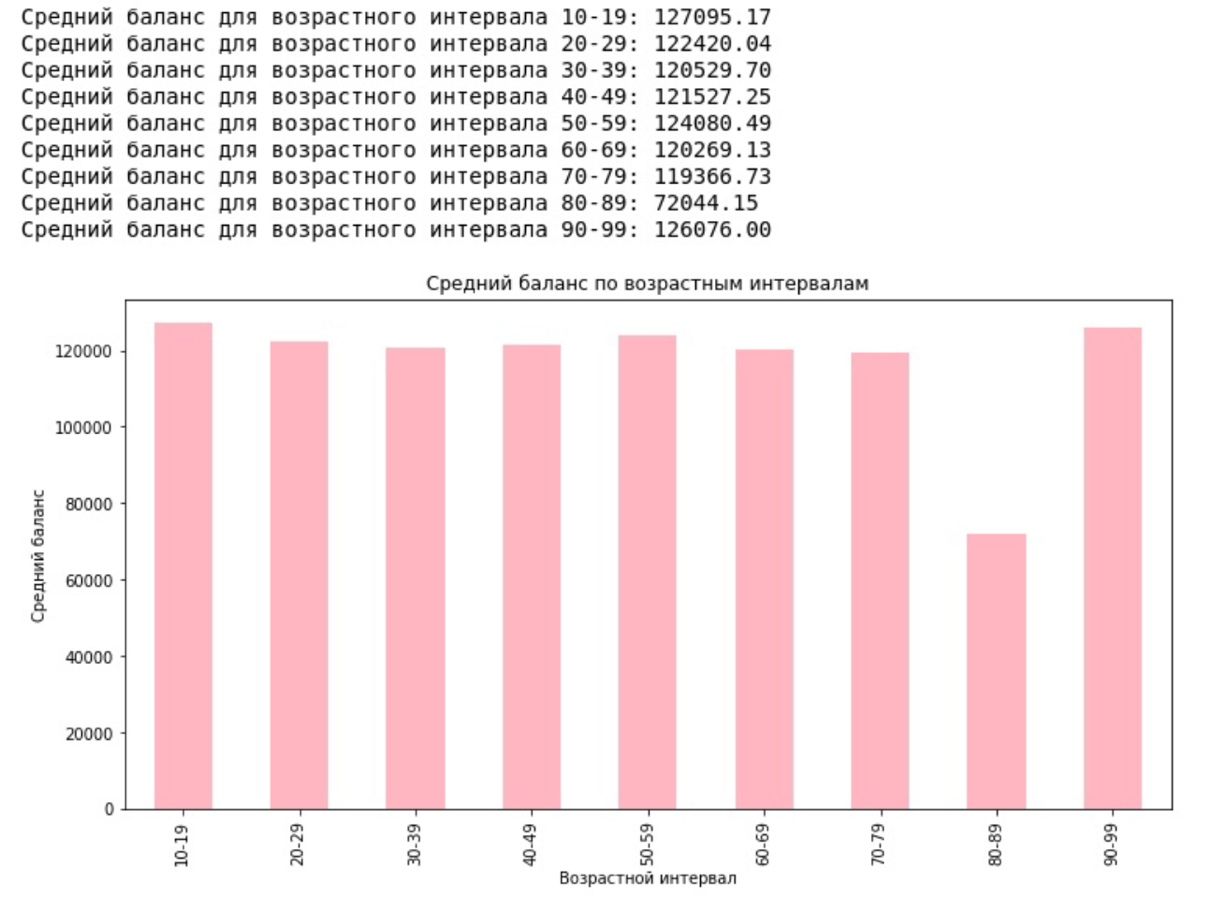 Средний баланс для возрастного интервала 10-19: 127095.17
Средний баланс для возрастного интервала 20-29: 122420.04
Средний баланс для возрастного интервала 30-39: 120529.70
Средний баланс для возрастного интервала 40-49: 121527.25
Средний баланс для возрастного интервала 50-59: 124080.49
Средний баланс для возрастного интервала 60-69: 120269.13
Средний баланс для возрастного интервала 70-79: 119366.73
Средний баланс для возрастного интервала 80-89: 72044.15
Средний баланс для возрастного интервала 90-99: 126076.00
Средний баланс по возрастным интервалам
Средний баланс
120000
100000
80000
60000
40000
20000
0
10-19
20-29
30-39
40-49
50-59
60-69
70-79
80-89
90-99
Возрастной интервал